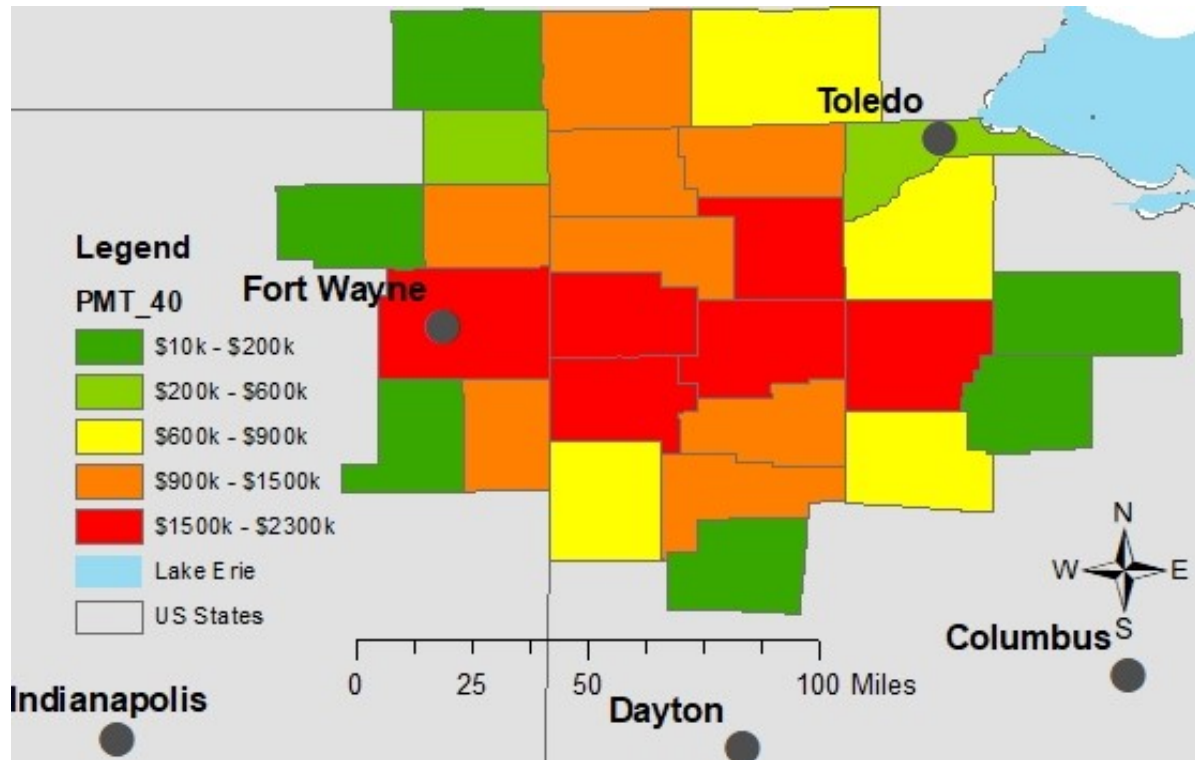 Toledo
Legend
Fort Wayne
PMT_40
$10k - $200k
$200k - $600k
$600k - $900k
$900k - $1500k
$1500k - $2300k
Lake Erie
US States
N
W E
S
Columbus
0 25 50 100 Miles
Indianapolis
Dayton